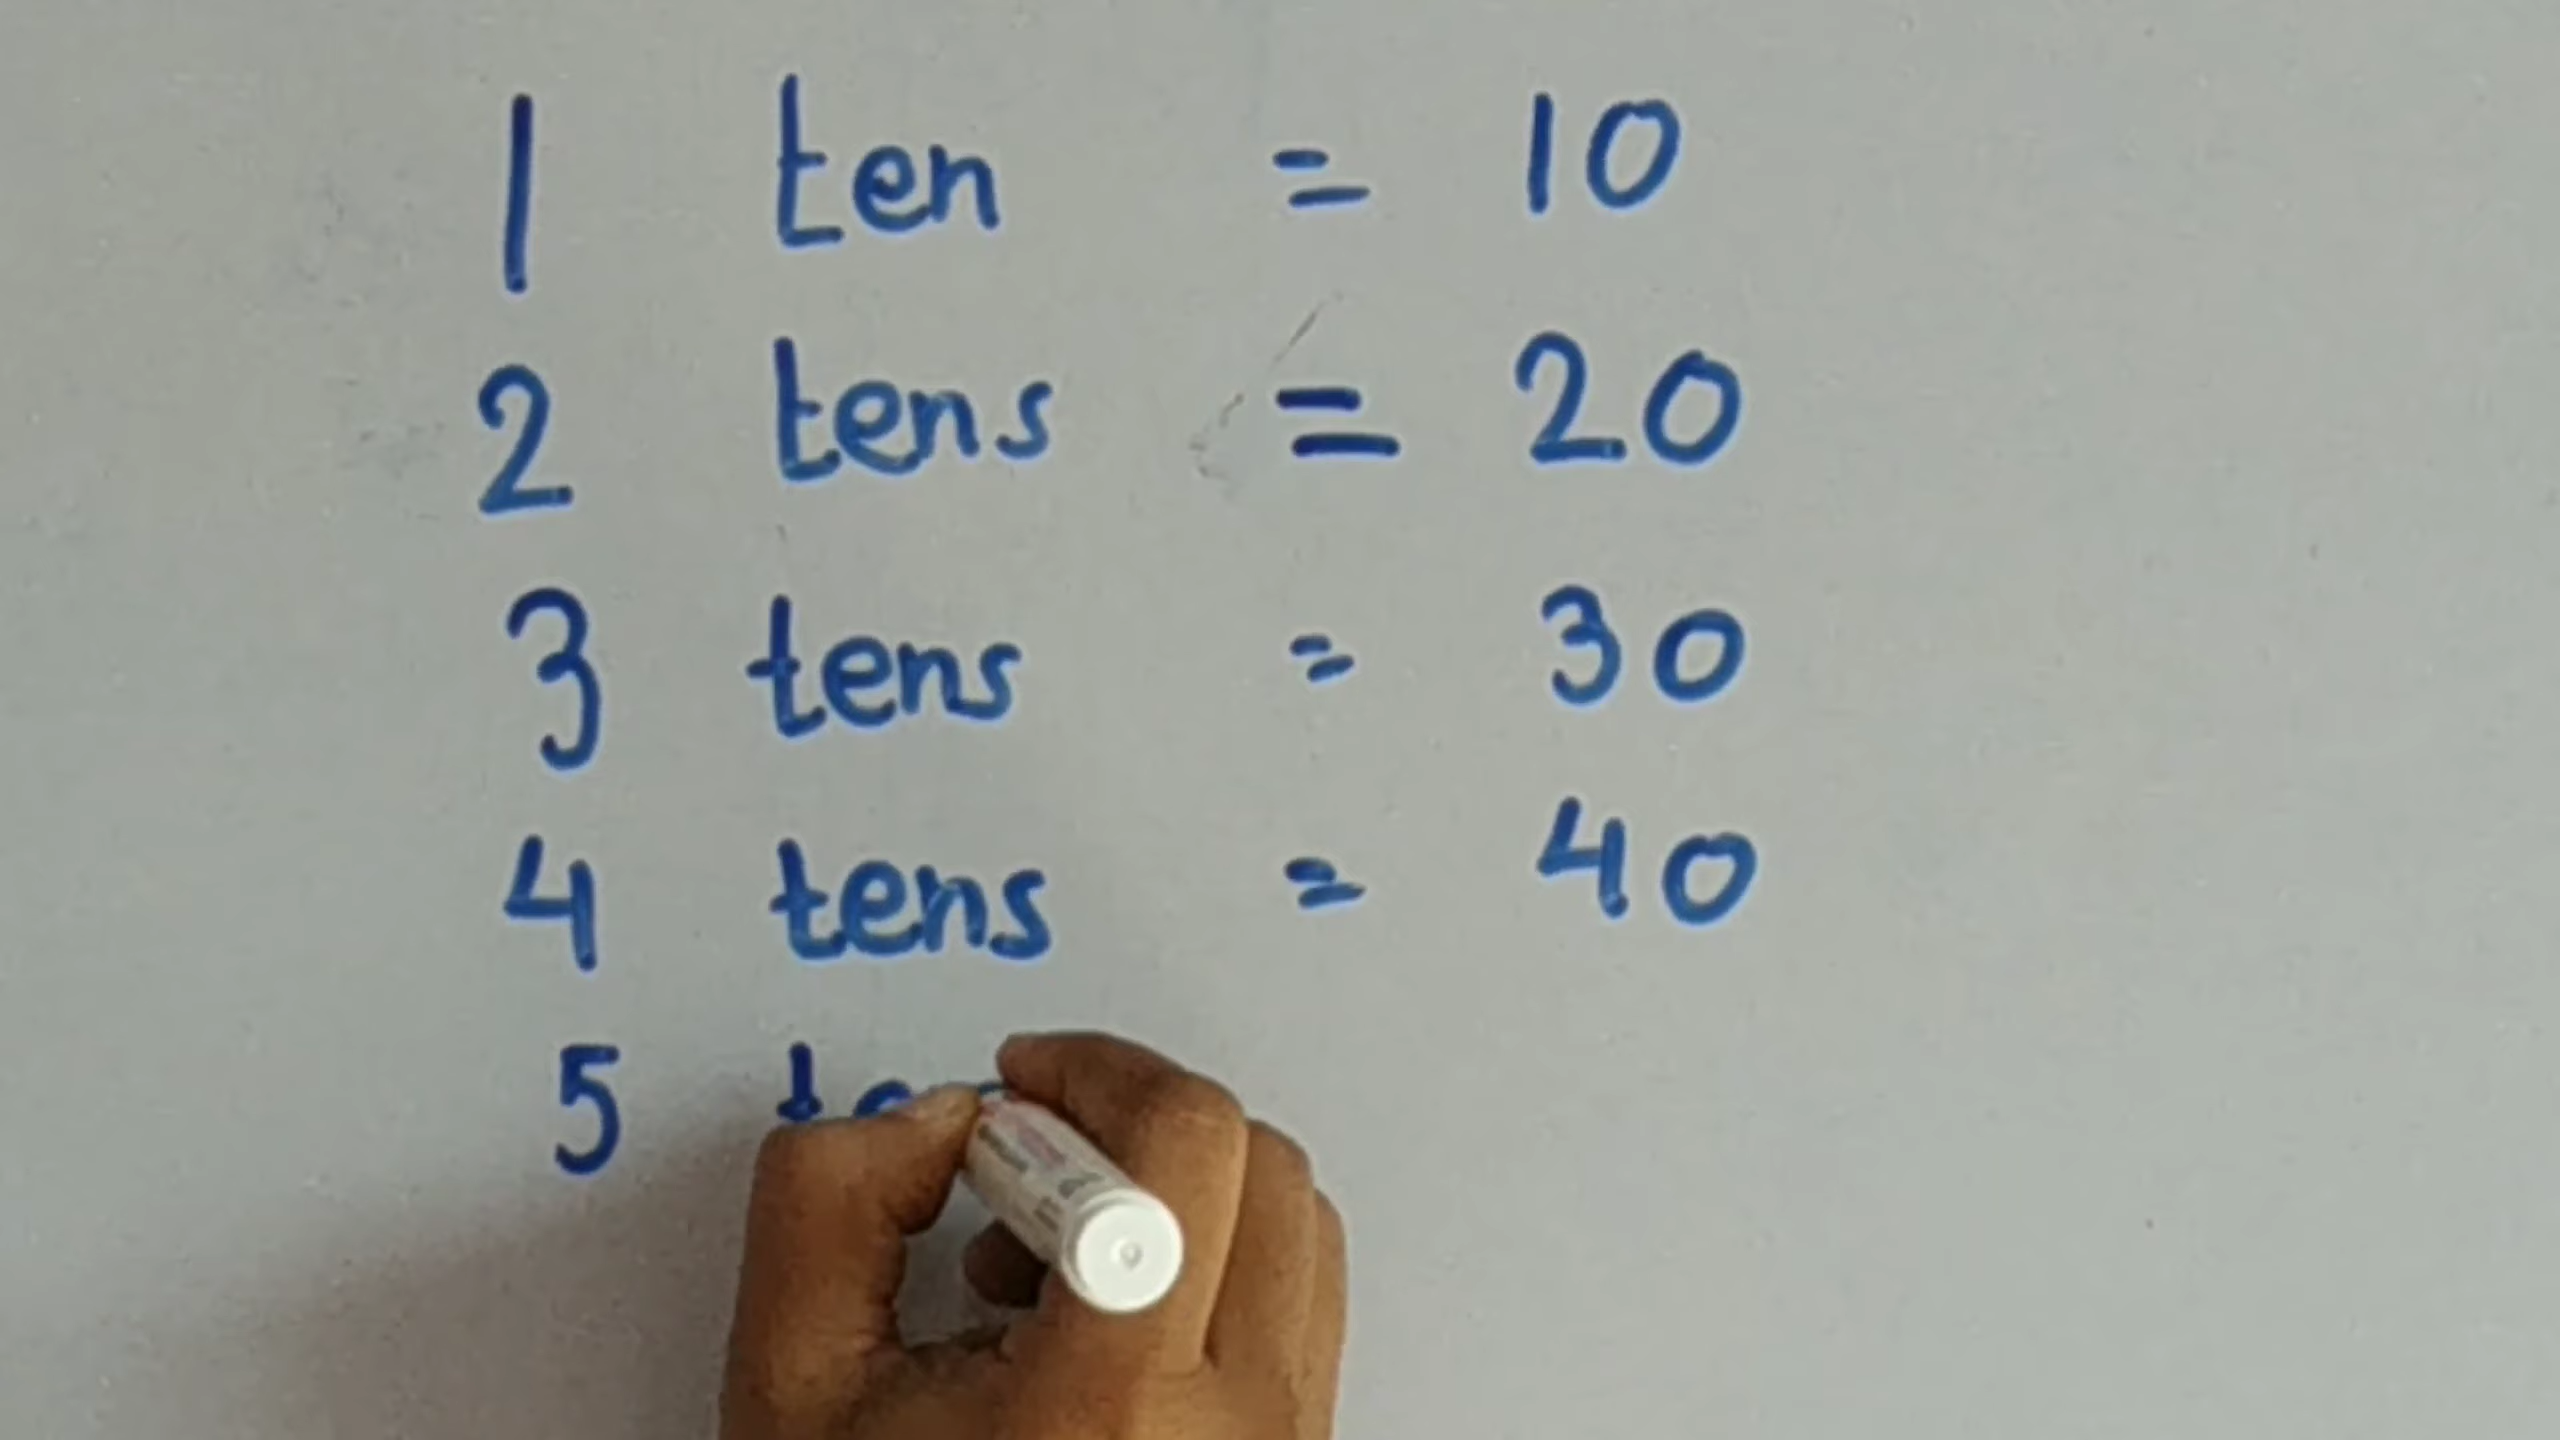 1 ten = 10
2 tens = 20
3 tens = 30
4 tens = 40
5